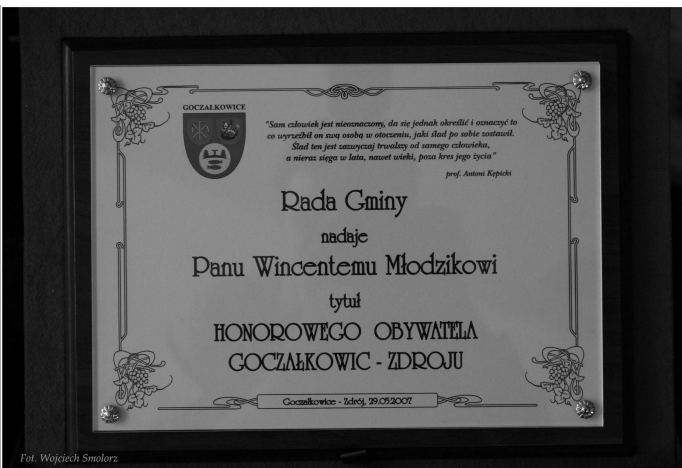 GOCZAŁKOWICE
"Sam człowiek jest nieoznaczony, da się jednak określić i oznaczyć to
co wyrzeźbił on swą osobą w otoczeniu, jaki ślad po sobie zostawił.
Ślad ten jest zazwyczaj trwalszy od samego człowieka,
a nieraz sięga w lata, nawet wieki, poza kres jego życia"
prof. Antoni Kępicki
Rada Gminy
nadaje
Panu Wincentemu Młodzikowi
tytuł
HONOROWEGO OBYWATELA
GOCZAŁKOWIC - ZDROJU
Goczałkowice - Zdrój, 29.05.2007
Fot. Wojciech Smolorz